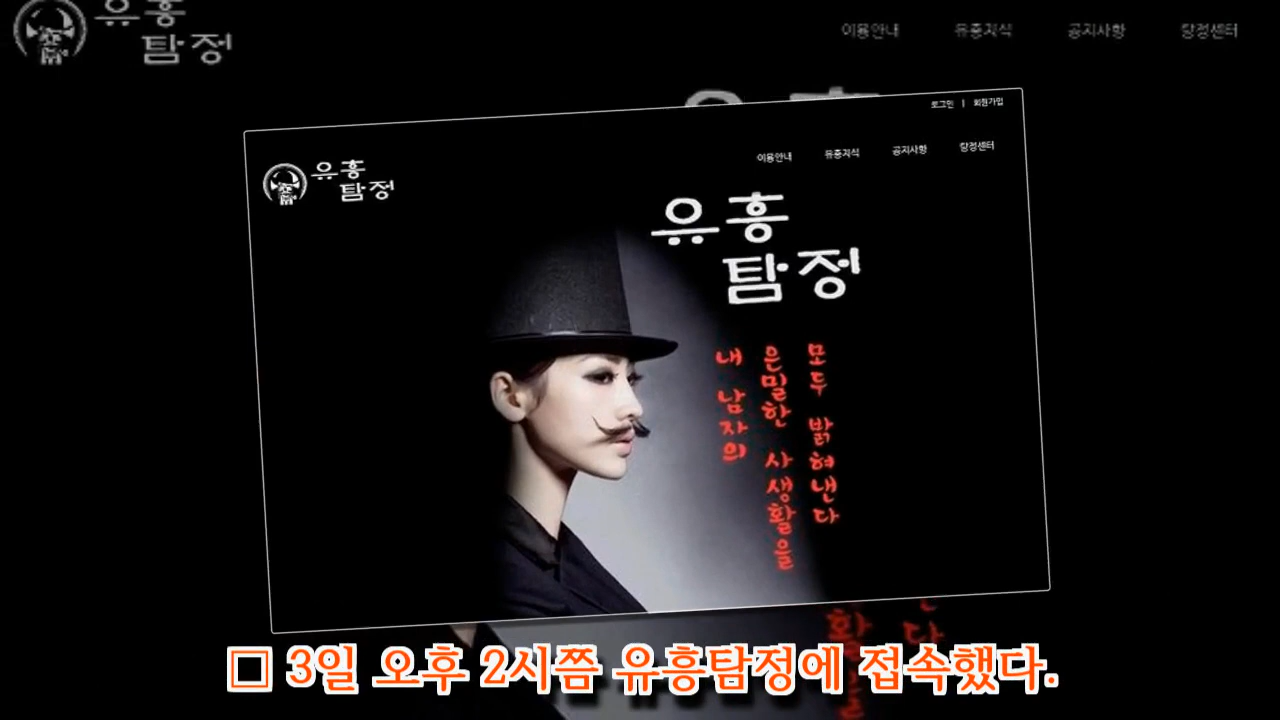 유흥
탐정
이용안내 유흥지식 공지사항 탐정센터
로그인 | 회원가입
유흥
탐정
이용안내 유흥지식 공지사항 탐정센터
유흥
탐정
내 남자의
은밀한 사생활을
모두 밝혀낸다
□ 3일 오후 2시쯤 유흥탐정에 접속했다.